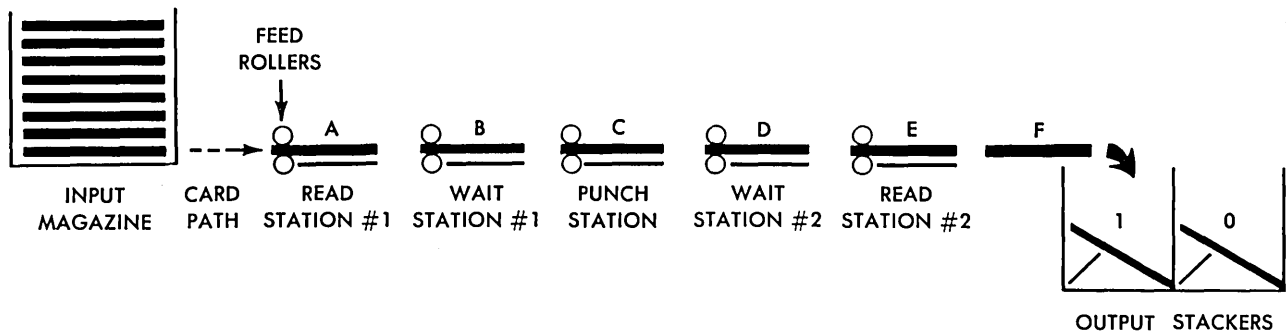 FEED
ROLLERS
A
B
C
D
E
F
INPUT
MAGAZINE
CARD
PATH
READ
STATION #1
WAIT
STATION #1
PUNCH
STATION
WAIT
STATION #2
READ
STATION #2
1
0
OUTPUT STACKERS